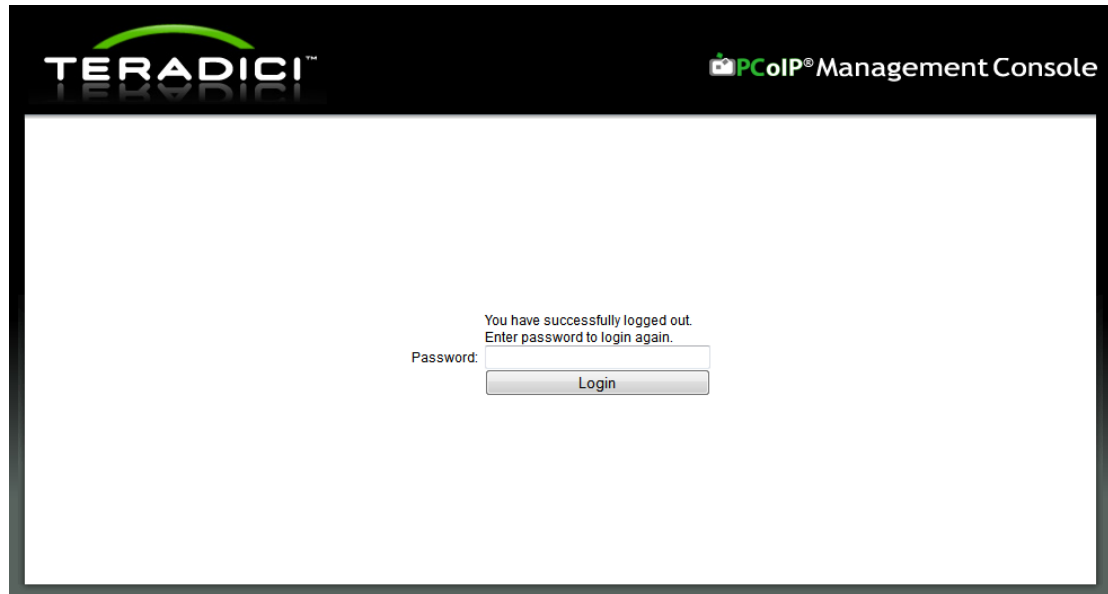 TERADICI™
PCoIP® Management Console
You have successfully logged out.
Enter password to login again.
Password:
Login